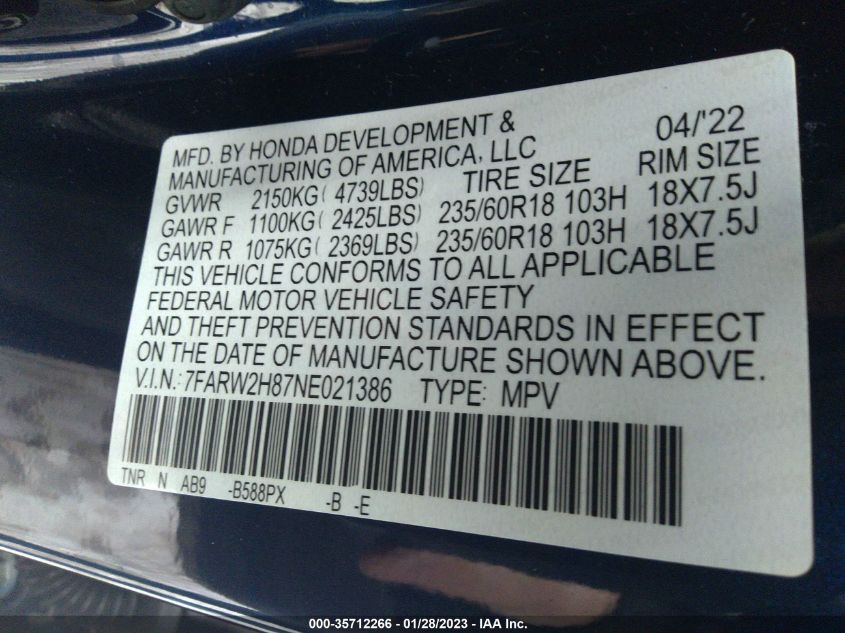 MFD. BY HONDA DEVELOPMENT & 04/'22
MANUFACTURING OF AMERICA, LLC
TIRE SIZE RIM SIZE
GVWR 2150KG( 4739LBS)
GAWR F 1100KG( 2425LBS) 235/60R18 103H 18X7.5J
GAWR R 1075KG( 2369LBS) 235/60R18 103H 18X7.5J
THIS VEHICLE CONFORMS TO ALL APPLICABLE
FEDERAL MOTOR VEHICLE SAFETY
AND THEFT PREVENTION STANDARDS IN EFFECT
ON THE DATE OF MANUFACTURE SHOWN ABOVE.
V.I.N.: 7FARW2H87NE021386 TYPE: MPV
TNR N AB9 -B588PX -B -E
000-35712266 - 01/28/2023 - IAA Inc.